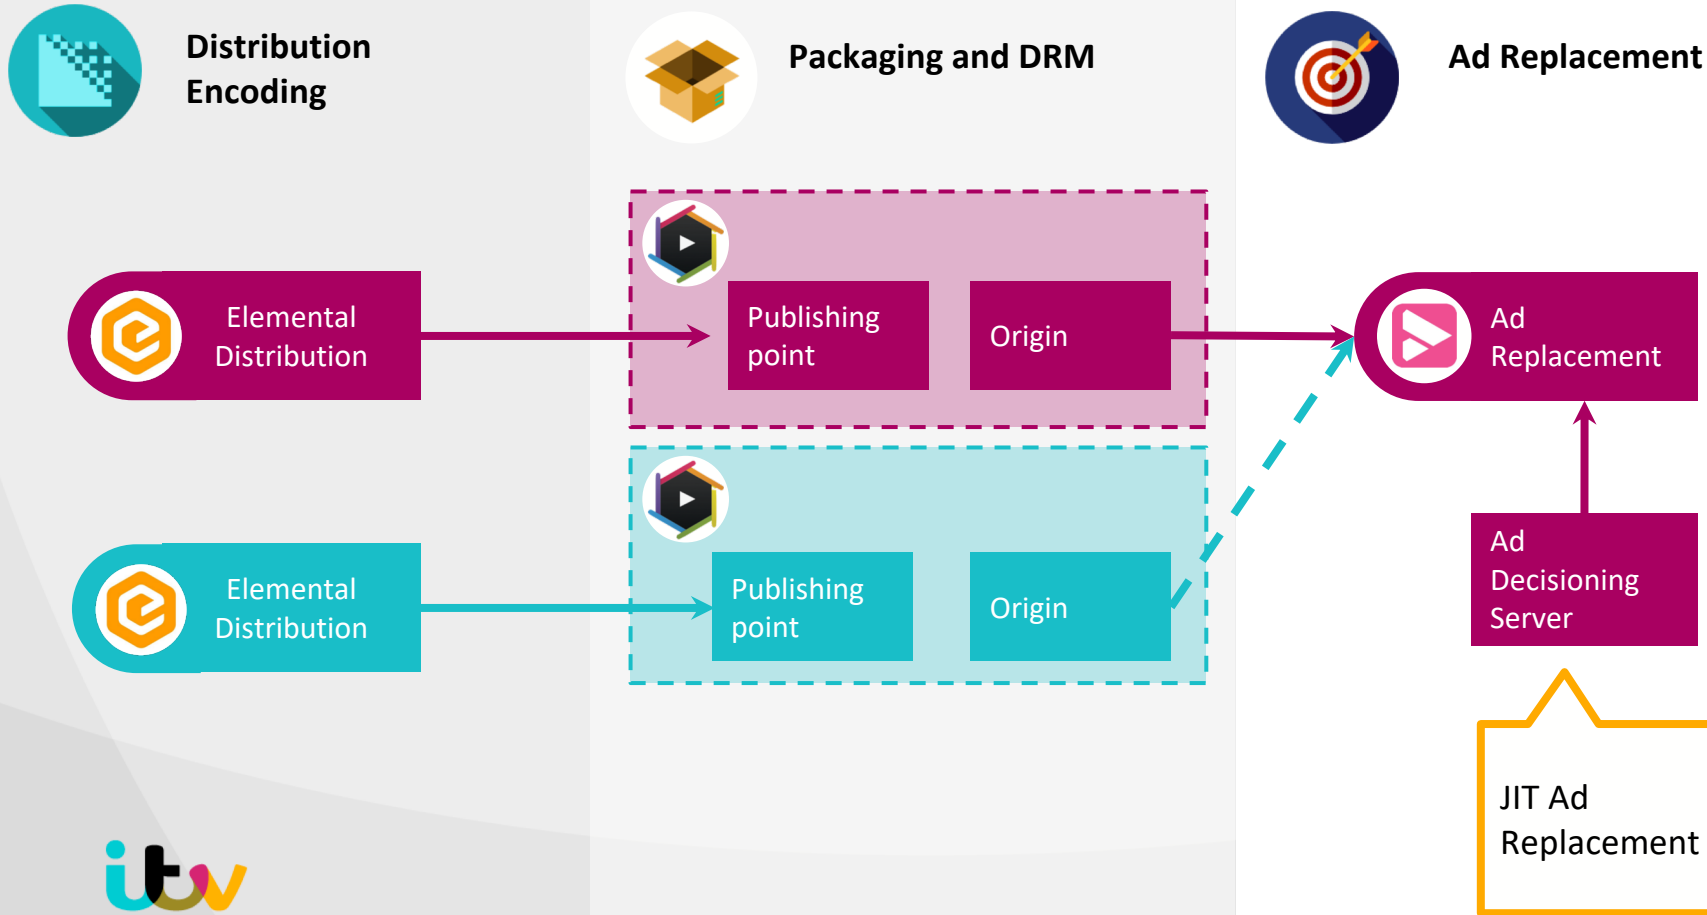 Distribution
Encoding
Packaging and DRM
Ad Replacement
Elemental
Distribution
Publishing
point
Origin
Ad
Replacement
Elemental
Distribution
Publishing
point
Origin
Ad
Decisioning
Server
JIT Ad
Replacement
itv